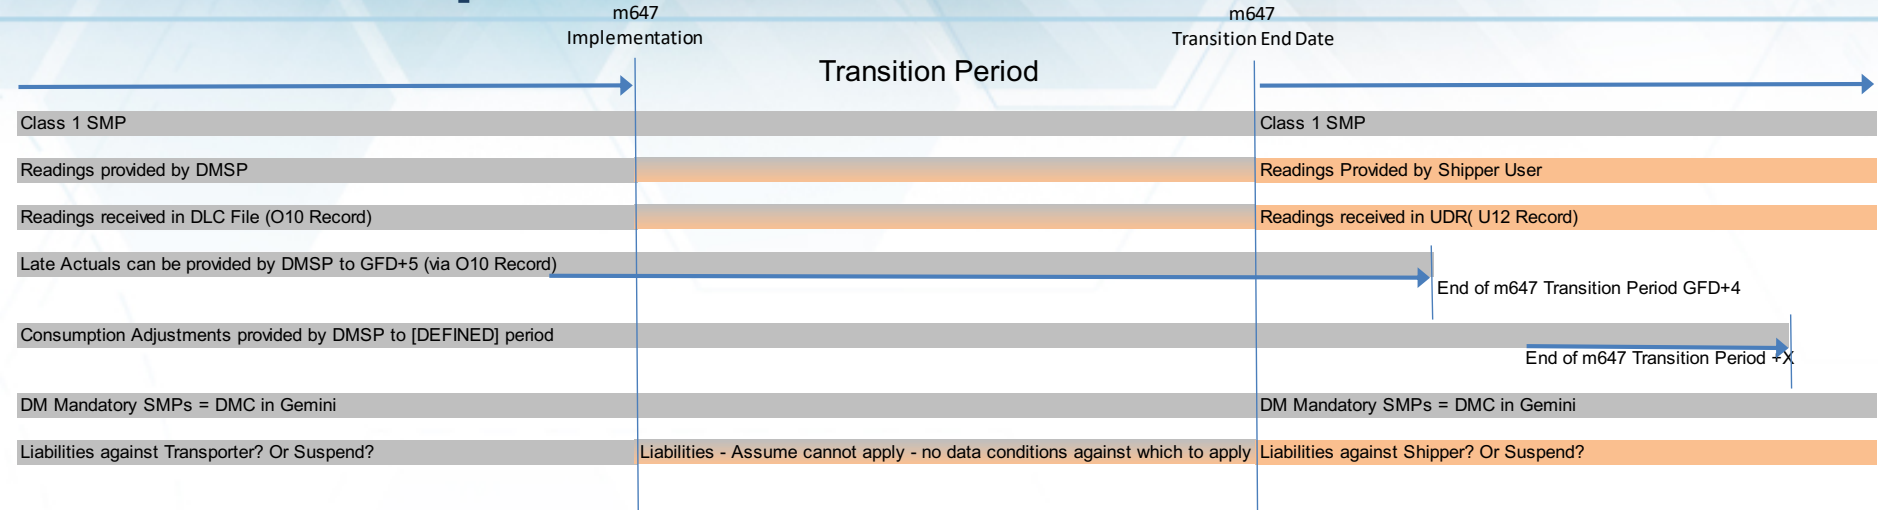 m647
Implementation
m647
Transition End Date
Transition Period
Class 1 SMP
Class 1 SMP
Readings provided by DMSP
Readings Provided by Shipper User
Readings received in DLC File (O10 Record)
Readings received in UDR( U12 Record)
Late Actuals can be provided by DMSP to GFD+5 (via O10 Record)
End of m647 Transition Period GFD+4
Consumption Adjustments provided by DMSP to [DEFINED] period
End of m647 Transition Period +X
DM Mandatory SMPs = DMC in Gemini
DM Mandatory SMPs = DMC in Gemini
Liabilities against Transporter? Or Suspend?
Liabilities - Assume cannot apply - no data conditions against which to apply
Liabilities against Shipper? Or Suspend?